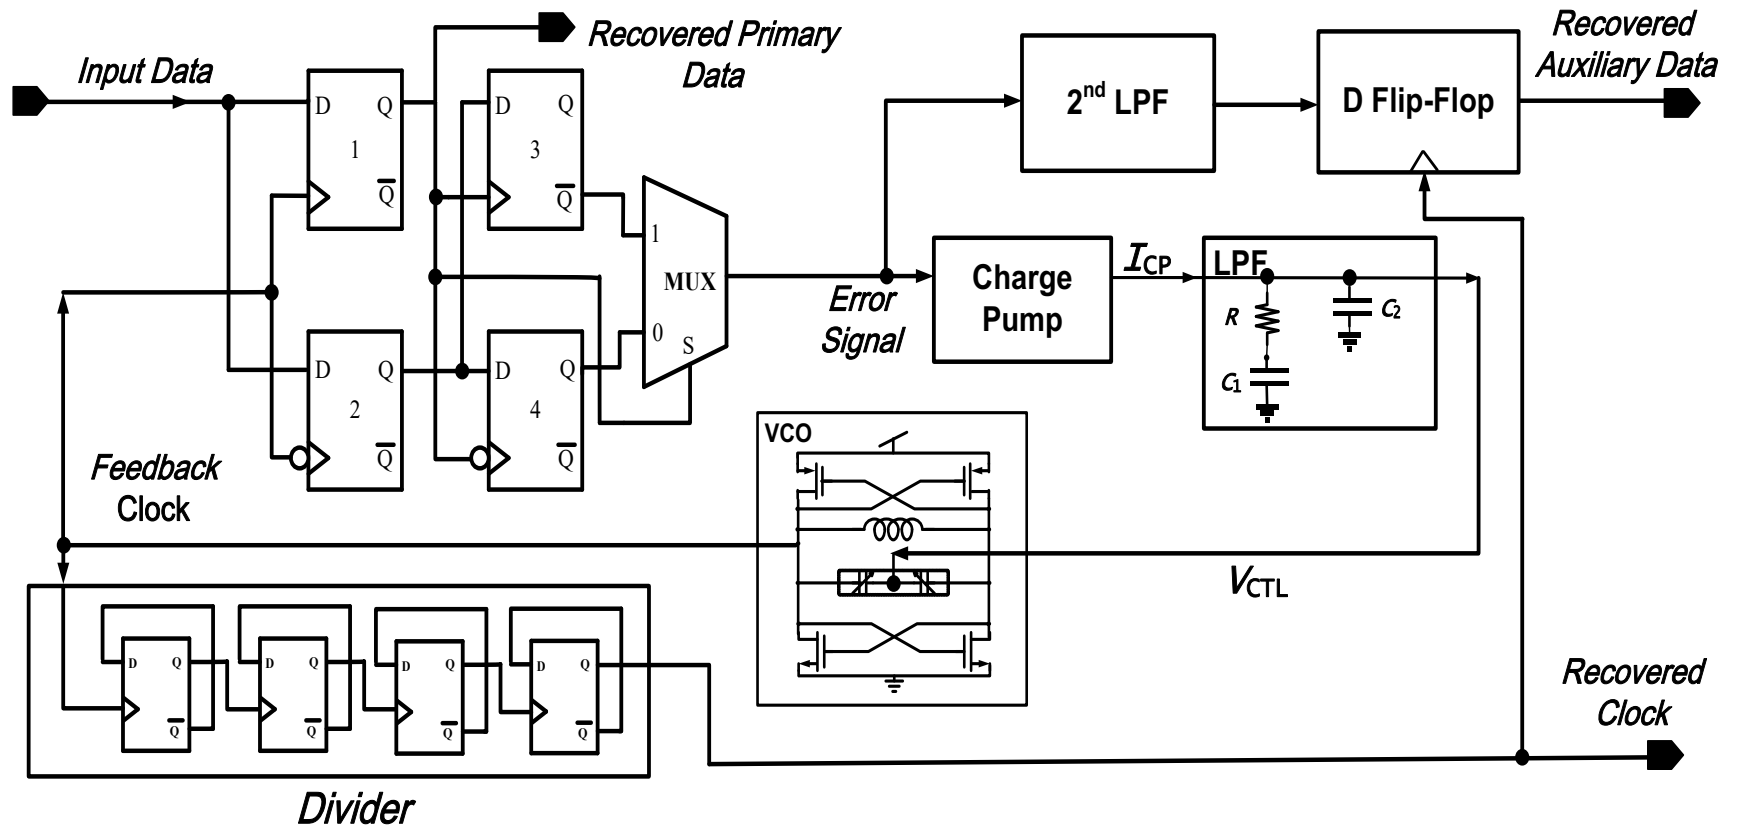 Input Data
Recovered Primary
Data
Recovered
Auxiliary Data
D Q
1
Q
D Q
3
Q
2nd LPF
D Flip-Flop
1
MUX
0
S
Error
Signal
Charge
Pump
ICP
LPF
R
C2
C1
D Q
2
Q
D Q
4
Q
Feedback
Clock
VCO
VCTL
D Q
Q
D Q
Q
D Q
Q
D Q
Q
Divider
Recovered
Clock